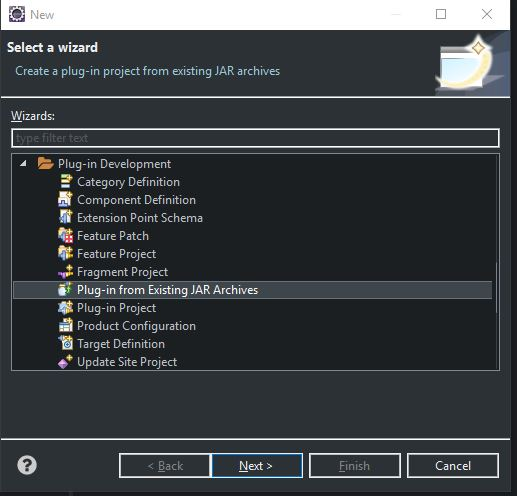 New
Select a wizard
Create a plug-in project from existing JAR archives
Wizards:
type filter text
Plug-in Development
Category Definition
Component Definition
Extension Point Schema
Feature Patch
Feature Project
Fragment Project
Plug-in from Existing JAR Archives
Plug-in Project
Product Configuration
Target Definition
Update Site Project
?
< Back
Next >
Finish
Cancel